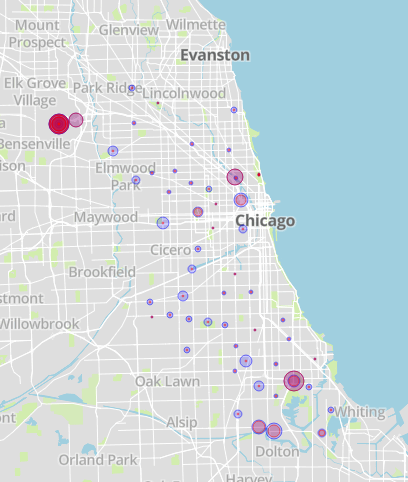 Mount
Prospect
Glenview
Wilmette
Evanston
Elk Grove
Village
Park Ridge
Lincolnwood
Bensenville
Elmwood
Park
Maywood
Chicago
Cicero
Brookfield
Willowbrook
Oak Lawn
Whiting
Alsip
Dolton
Orland Park
Harvey